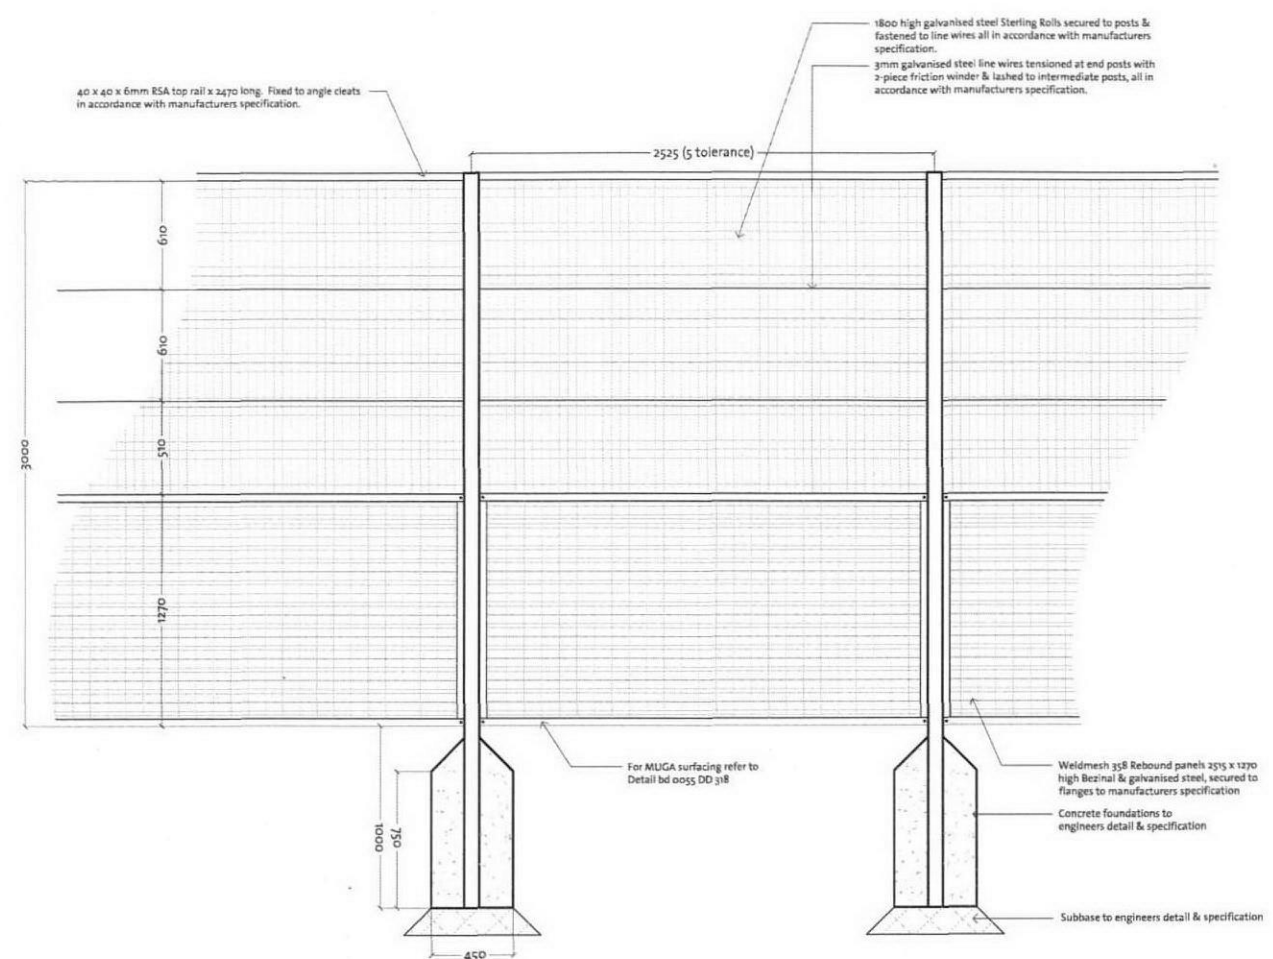 1800 high galvanised steel Sterling Rolls secured to posts &
fastened to line wires all in accordance with manufacturers
specification.
3mm galvanised steel line wires tensioned at end posts with
2-piece friction winder & lashed to intermediate posts, all in
accordance with manufacturers specification.
40 x 40 x 6mm RSA top rail x 2470 long. Fixed to angle cleats
in accordance with manufacturers specification.
2525 (5 tolerance)
610
610
510
3000
1270
For MUGA surfacing refer to
Detail bd 0055 DD 318
Weldmesh 358 Rebound panels 2515 x 1270
high Bezinal & galvanised steel, secured to
flanges to manufacturers specification
Concrete foundations to
engineers detail & specification
1000
750
Subbase to engineers detail & specification
450